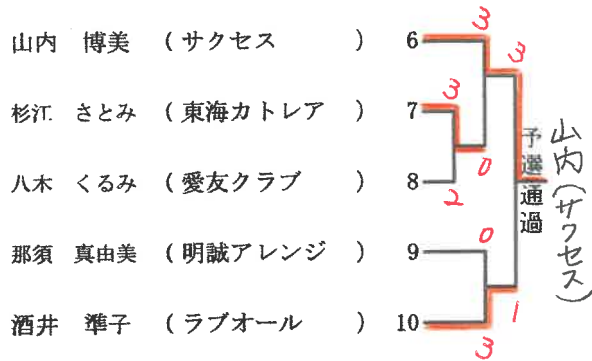 山内 博美 (サクセス) 6
杉江 さとみ (東海カトレア) 7
八木 くるみ (愛友クラブ) 8
那須 真由美 (明誠アレンジ) 9
酒井 準子 (ラブオール) 10
3
3
3
2
0
0
3
1
予選通過
山内(サクセス)